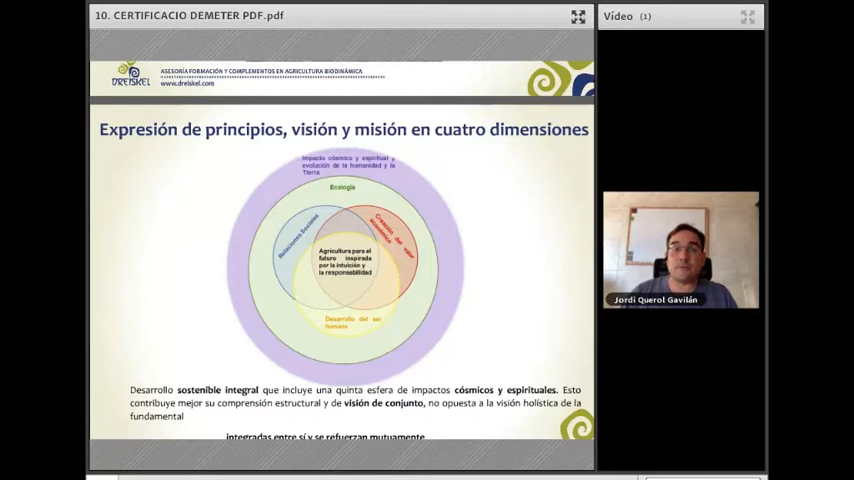 10. CERTIFICACIO DEMETER PDF.pdf
Vídeo (1)
DREISKEL
ASESORÍA FORMACIÓN Y COMPLEMENTOS EN AGRICULTURA BIODINÁMICA
www.dreiskel.com
Expresión de principios, visión y misión en cuatro dimensiones
Impacto cósmico y espiritual y
evolución de la humanidad y la
Tierra
Ecología
Relaciones Sociales
Creación del valor
económico
Agricultura para el
futuro inspirada
por la intuición y
la responsabilidad
Desarrollo del ser
humano
Jordi Querol Gavilán
Desarrollo sostenible integral que incluye una quinta esfera de impactos cósmicos y espirituales. Esto
contribuye mejor su comprensión estructural y de visión de conjunto, no opuesta a la visión holística de la
fundamental
integradas entre sí y se refuerzan mutuamente